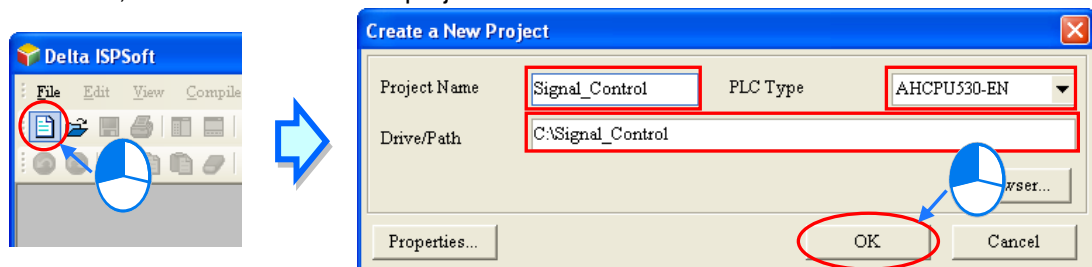 Delta ISPSoft
File Edit View Compile
Create a New Project
Project Name Signal_Control PLC Type AHCPU530-EN
Drive/Path C:\Signal_Control
Properties... OK Cancel